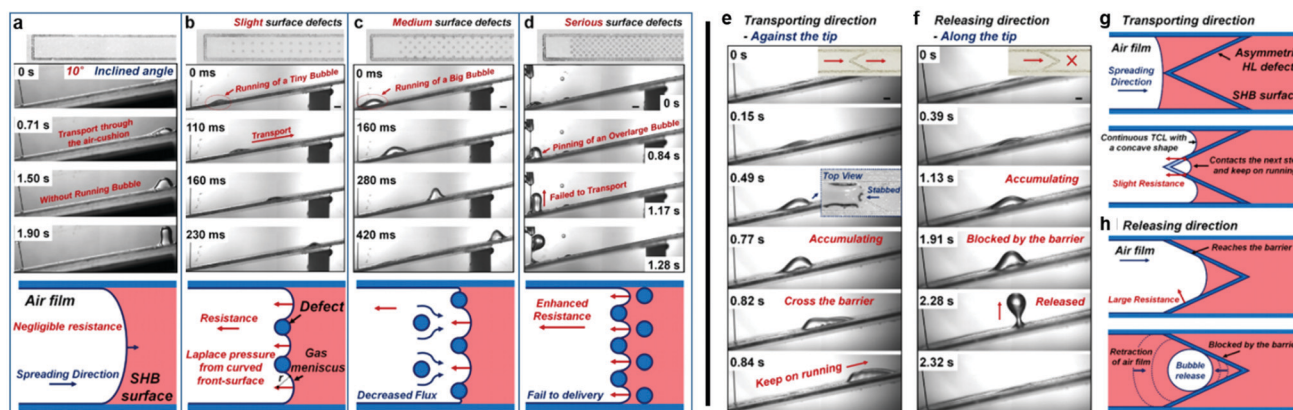 a
0 s
10° Inclined angle
0.71 s
Transport through
the air-cushion
1.50 s
Without Running Bubble
1.90 s
Air film
Negligible resistance
Spreading Direction
SHB
surface
b
Slight surface defects
0 ms
Running of a Tiny Bubble
110 ms
Transport
160 ms
230 ms
Resistance
Defect
Laplace pressure
from curved
front-surface
Gas
meniscus
r
c
Medium surface defects
0 ms
Running of a Big Bubble
160 ms
280 ms
420 ms
Decreased Flux
d
Serious surface defects
0 s
Pinning of an Overlarge Bubble
0.84 s
Failed to Transport
1.17 s
1.28 s
Enhanced
Resistance
Fail to delivery
e
Transporting direction
- Against the tip
0 s
0.15 s
0.49 s
Top View
Stabbed
0.77 s
Accumulating
0.82 s
Cross the barrier
0.84 s
Keep on running
f
Releasing direction
- Along the tip
0 s
0.39 s
1.13 s
Accumulating
1.91 s
Blocked by the barrier
2.28 s
Released
2.32 s
g
Transporting direction
Air film
Spreading
Direction
Asymmetri
HL defect
SHB surface
Continuous TCL with
a concave shape
Contacts the next st
and keep on running
Slight Resistance
h
Releasing direction
Air film
Reaches the barrier
Large Resistance
Retraction
of air film
Blocked by the barrier
Bubble
release